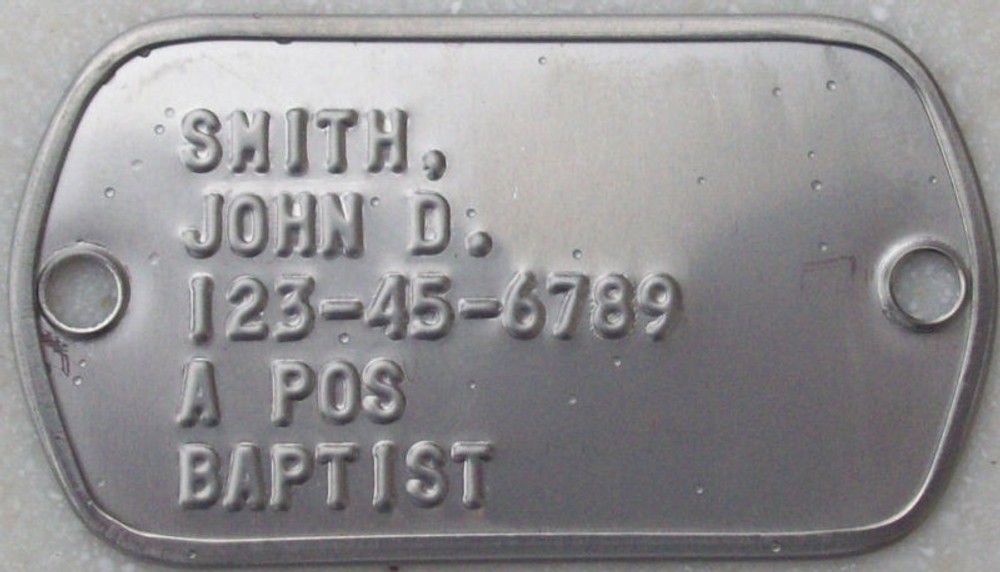 SMITH,
JOHN D.
123-45-6789
A POS
BAPTIST